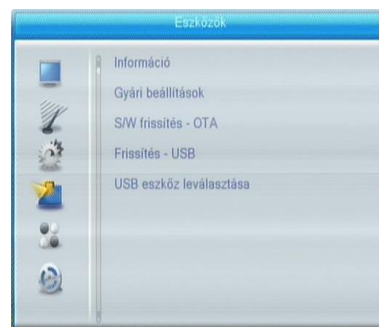 Eszközök
Információ
Gyári beállítások
S/W frissítés - OTA
Frissítés - USB
USB eszköz leválasztása